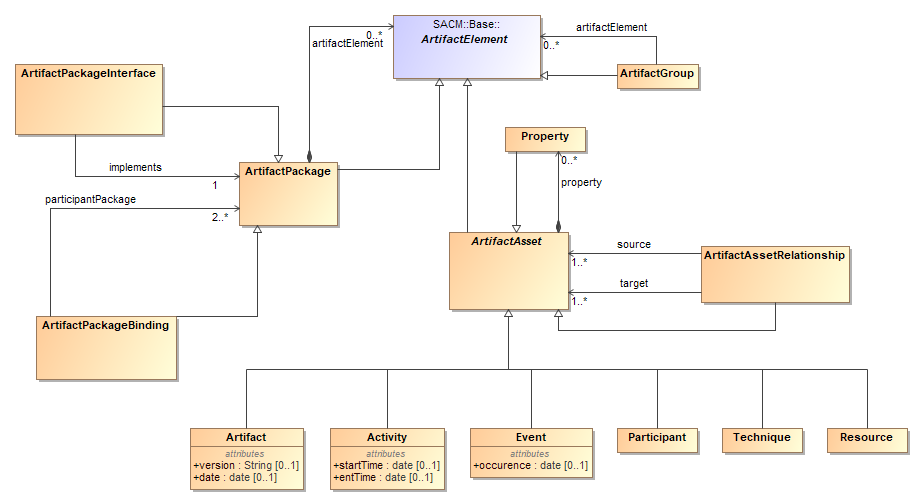 SACM::Base::
ArtifactElement
0..*
artifactElement
artifactElement
0..*
ArtifactGroup
ArtifactPackageInterface
implements
1
ArtifactPackage
participantPackage
2..*
ArtifactPackageBinding
Property
0..*
property
ArtifactAsset
source
1..*
target
1..*
ArtifactAssetRelationship
Artifact
attributes
+version : String [0..1]
+date : date [0..1]
Activity
attributes
+startTime : date [0..1]
+entTime : date [0..1]
Event
attributes
+occurence : date [0..1]
Participant
Technique
Resource